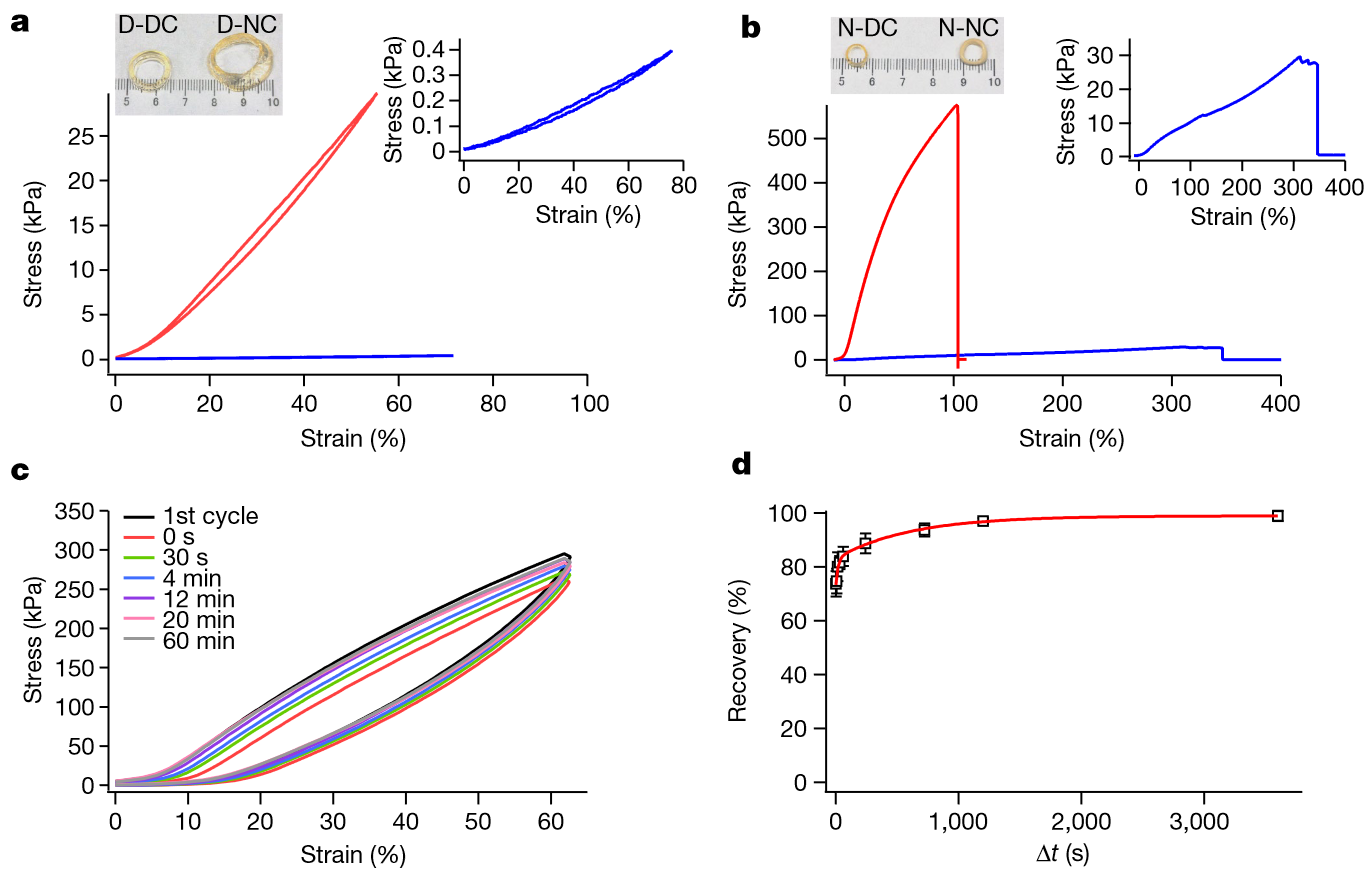 a
D-DC D-NC
5 6 7 8 9 10
Stress (kPa)
25
20
15
10
5
0
0 20 40 60 80 100
Strain (%)
Stress (kPa)
0.4
0.3
0.2
0.1
0
0 20 40 60 80
Strain (%)
b
N-DC N-NC
5 6 7 8 9 10
Stress (kPa)
500
400
300
200
100
0
0 100 200 300 400
Strain (%)
Stress (kPa)
30
20
10
0
0 100 200 300 400
Strain (%)
c
Stress (kPa)
350
300
250
200
150
100
50
0
1st cycle
0 s
30 s
4 min
12 min
20 min
60 min
0 10 20 30 40 50 60
Strain (%)
d
Recovery (%)
100
80
60
40
20
0
0 1,000 2,000 3,000
Δt (s)